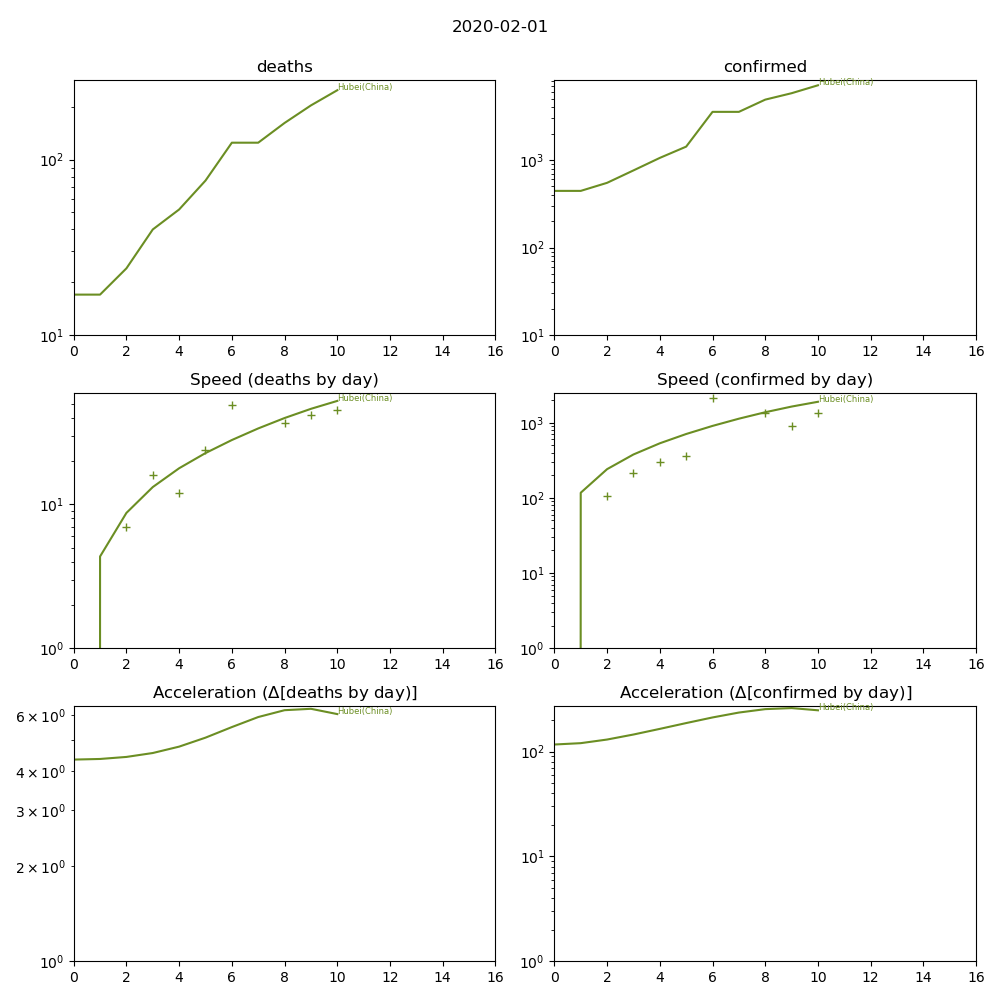 2020-02-01
deaths
confirmed
Hubei(China)
Hubei(China)
10²
10¹
10³
10²
10¹
0 2 4 6 8 10 12 14 16
0 2 4 6 8 10 12 14 16
Speed (deaths by day)
Speed (confirmed by day)
Hubei(China)
Hubei(China)
10¹
10⁰
10³
10²
10¹
10⁰
0 2 4 6 8 10 12 14 16
0 2 4 6 8 10 12 14 16
Acceleration (Δ[deaths by day)]
Acceleration (Δ[confirmed by day)]
Hubei(China)
Hubei(China)
6 × 10⁰
4 × 10⁰
3 × 10⁰
2 × 10⁰
10⁰
10²
10¹
10⁰
0 2 4 6 8 10 12 14 16
0 2 4 6 8 10 12 14 16